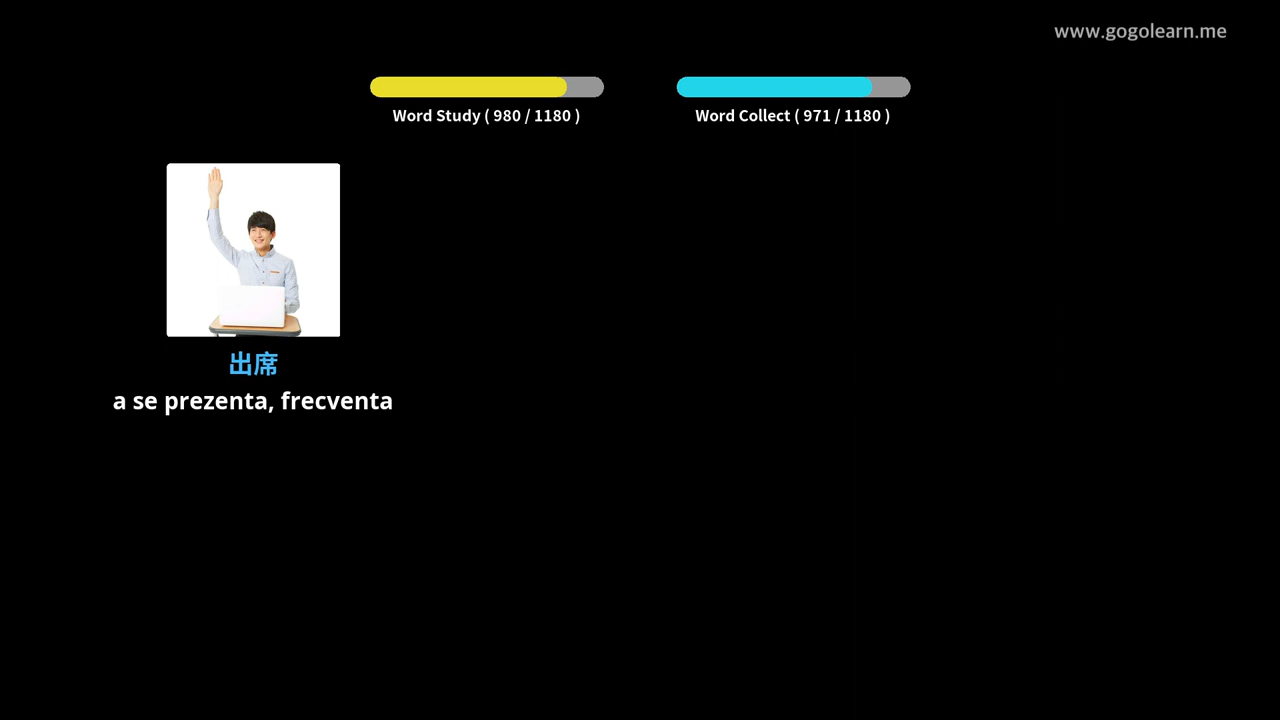 www.gogolearn.me
Word Study ( 980 / 1180 )
Word Collect ( 971 / 1180 )
出席
a se prezenta, frecventa